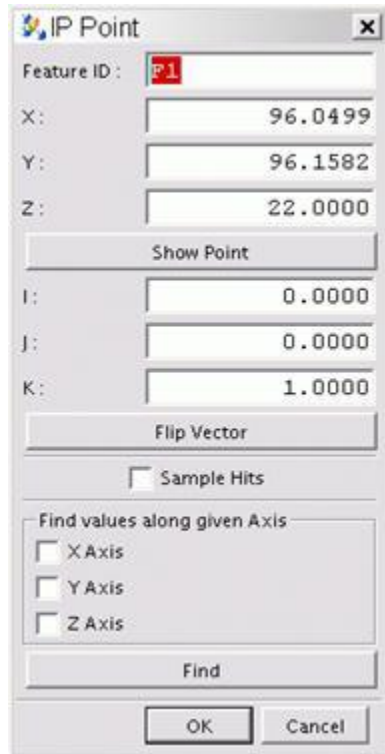 IP Point
Feature ID : F1
X : 96.0499
Y : 96.1582
Z : 22.0000
Show Point
I : 0.0000
J : 0.0000
K : 1.0000
Flip Vector
Sample Hits
Find values along given Axis
X Axis
Y Axis
Z Axis
Find
OK Cancel